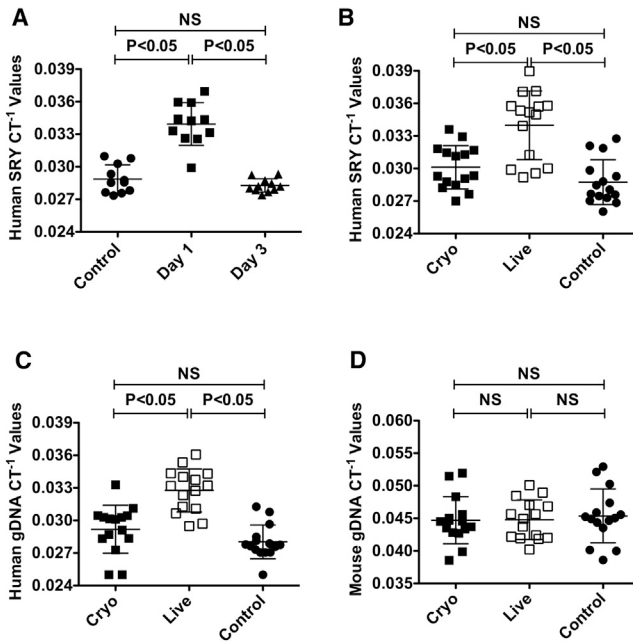 A
NS
P<0.05 P<0.05
Human SRY CT-1 Values
0.039
0.036
0.033
0.030
0.027
0.024
Control Day 1 Day 3
B
NS
P<0.05 P<0.05
Human SRY CT-1 Values
0.039
0.036
0.033
0.030
0.027
0.024
Cryo Live Control
C
NS
P<0.05 P<0.05
Human gDNA CT-1 Values
0.039
0.036
0.033
0.030
0.027
0.024
Cryo Live Control
D
NS
NS NS
Mouse gDNA CT-1 Values
0.060
0.055
0.050
0.045
0.040
0.035
Cryo Live Control